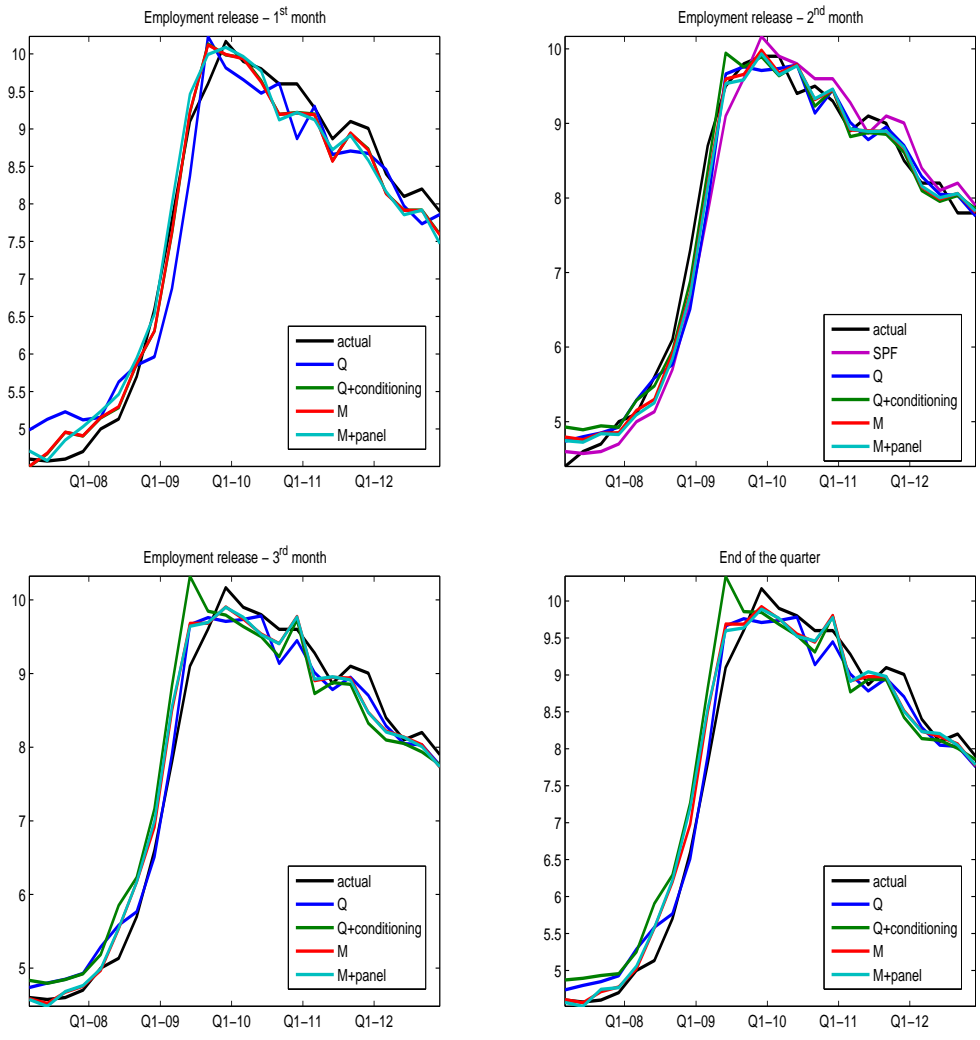 Employment release – 1st month
10
9.5
9
8.5
8
7.5
7
6.5
6
5.5
5
Q1–08
Q1–09
Q1–10
Q1–11
Q1–12
actual
Q
Q+conditioning
M
M+panel
Employment release – 2nd month
10
9
8
7
6
5
Q1–08
Q1–09
Q1–10
Q1–11
Q1–12
actual
SPF
Q
Q+conditioning
M
M+panel
Employment release – 3rd month
10
9
8
7
6
5
Q1–08
Q1–09
Q1–10
Q1–11
Q1–12
actual
Q
Q+conditioning
M
M+panel
End of the quarter
10
9.5
9
8.5
8
7.5
7
6.5
6
5.5
5
Q1–08
Q1–09
Q1–10
Q1–11
Q1–12
actual
Q
Q+conditioning
M
M+panel